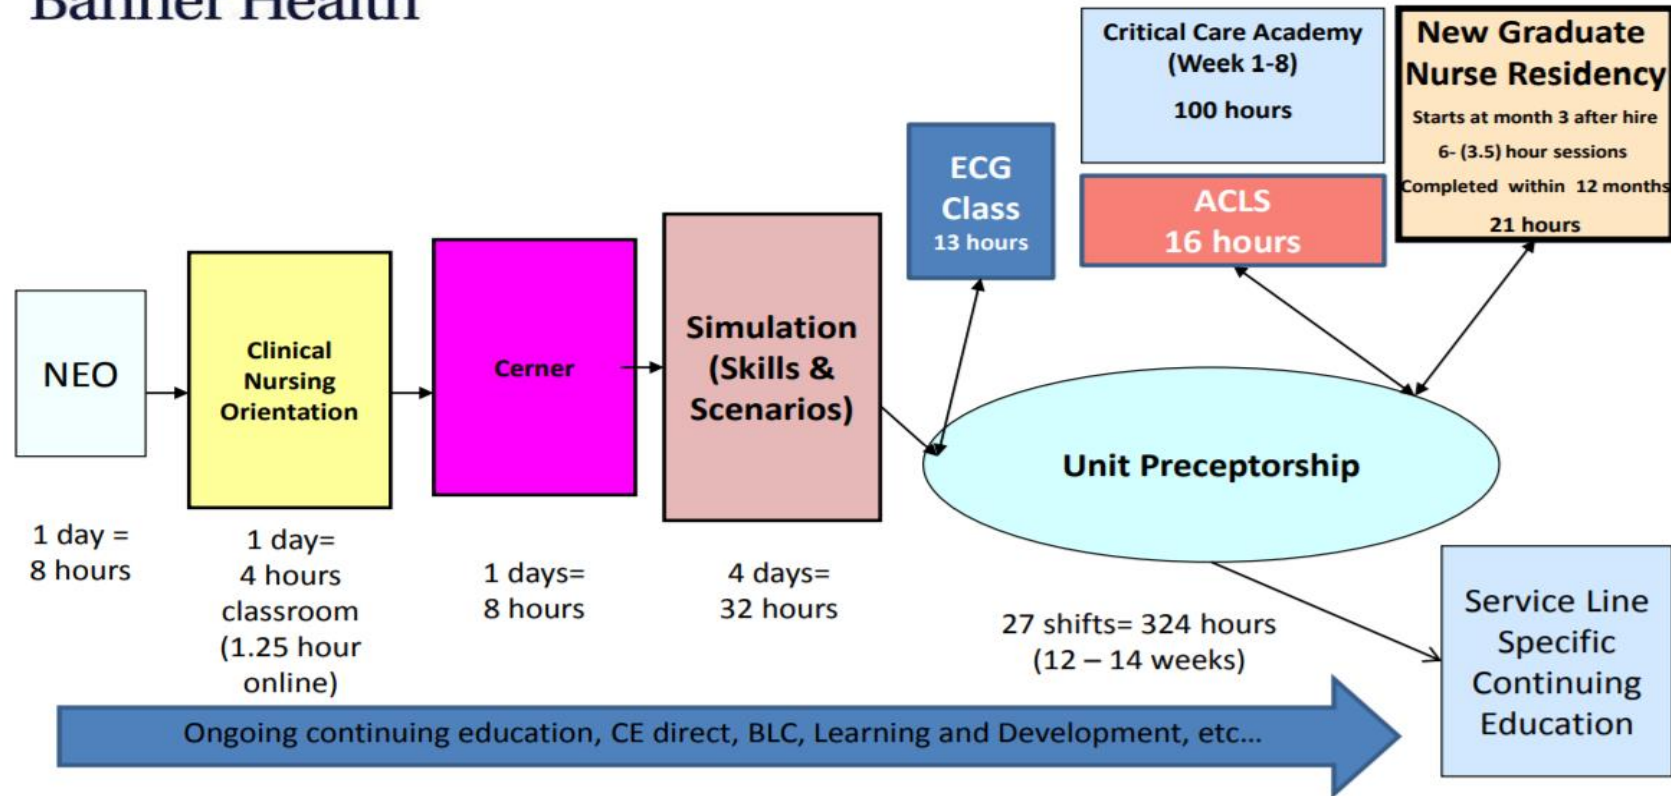 Banner Health
NEO
1 day =
8 hours
Clinical
Nursing
Orientation
1 day=
4 hours
classroom
(1.25 hour
online)
Cerner
1 days=
8 hours
Simulation
(Skills &
Scenarios)
4 days=
32 hours
ECG
Class
13 hours
Critical Care Academy
(Week 1-8)
100 hours
ACLS
16 hours
New Graduate
Nurse Residency
Starts at month 3 after hire
6- (3.5) hour sessions
Completed within 12 months
21 hours
Unit Preceptorship
27 shifts= 324 hours
(12 – 14 weeks)
Service Line
Specific
Continuing
Education
Ongoing continuing education, CE direct, BLC, Learning and Development, etc...